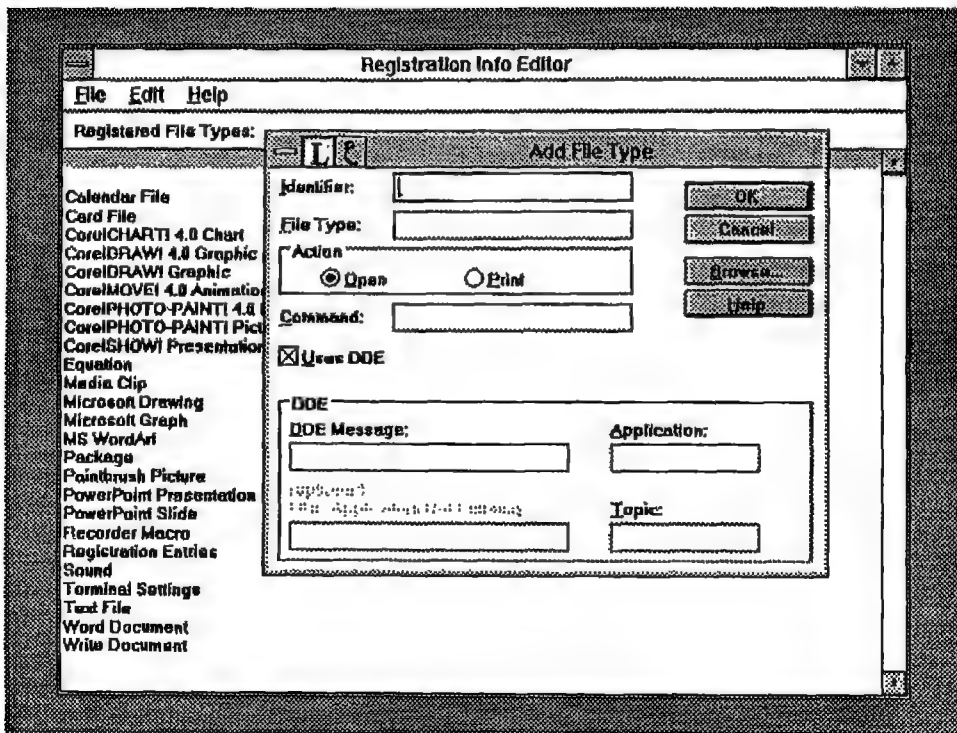 Registration Info Editor
File Edit Help
Registered File Types:
Add File Type
Calendar File
Card File
CorelCHART! 4.0 Chart
CorelDRAW! 4.0 Graphic
CorelDRAW! Graphic
CorelMOVE! 4.0 Animation
CorelPHOTO-PAINT! 4.0
CorelPHOTO-PAINT! Pict
CorelSHOW! Presentation
Equation
Media Clip
Microsoft Drawing
Microsoft Graph
MS WordArt
Package
Paintbrush Picture
PowerPoint Presentation
PowerPoint Slide
Recorder Macro
Registration Entries
Sound
Terminal Settings
Text File
Word Document
Write Document
Identifier:
File Type:
Action
Open Print
Command:
Uses DDE
OK
Cancel
Browse...
Help
DDE
DDE Message:
Application:
(optional)
Topic: